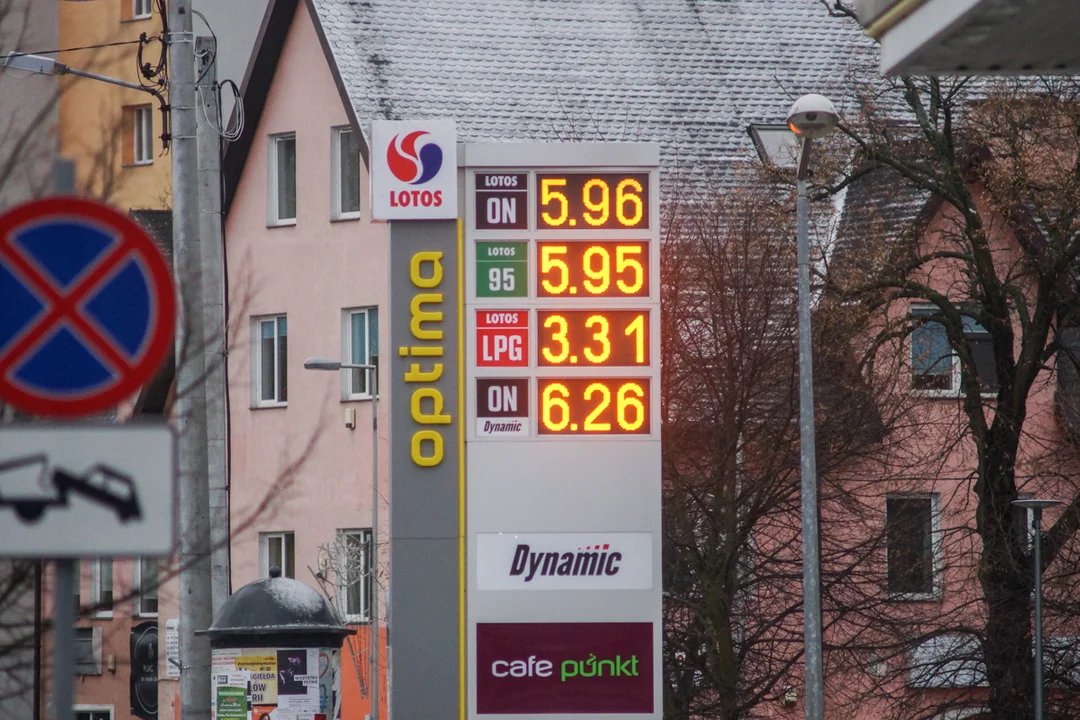 LOTOS
optima
LOTOS
ON
5.96
LOTOS
95
5.95
LOTOS
LPG
3.31
ON
Dynamic
6.26
Dynamic
cafe punkt
GIEŁDA